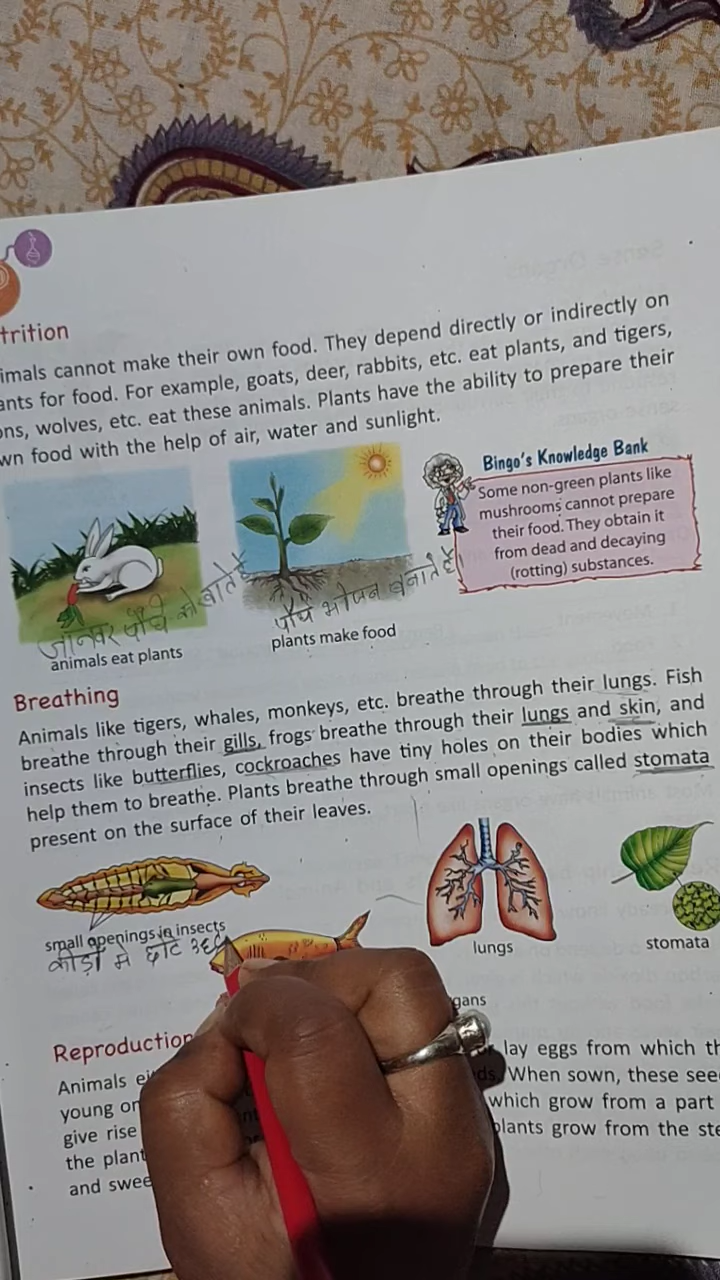 trition
imals cannot make their own food. They depend directly or indirectly on
ants for food. For example, goats, deer, rabbits, etc. eat plants, and tigers,
ons, wolves, etc. eat these animals. Plants have the ability to prepare their
wn food with the help of air, water and sunlight.
Bingo's Knowledge Bank
Some non-green plants like
mushrooms cannot prepare
their food. They obtain it
from dead and decaying
(rotting) substances.
जानवर पौधे को खाते है
animals eat plants
पौधे भोजन बनाते है।
plants make food
Breathing
Animals like tigers, whales, monkeys, etc. breathe through their lungs. Fish
breathe through their gills, frogs breathe through their lungs and skin, and
insects like butterflies, cockroaches have tiny holes on their bodies which
help them to breathe. Plants breathe through small openings called stomata
present on the surface of their leaves.
small openings in insects
कीड़ो मे छोटे
lungs
stomata
gans
Reproduction
lay eggs from which th
Animals ei
ds. When sown, these see
young or
which grow from a part
give rise
plants grow from the ste
the plant
and swee